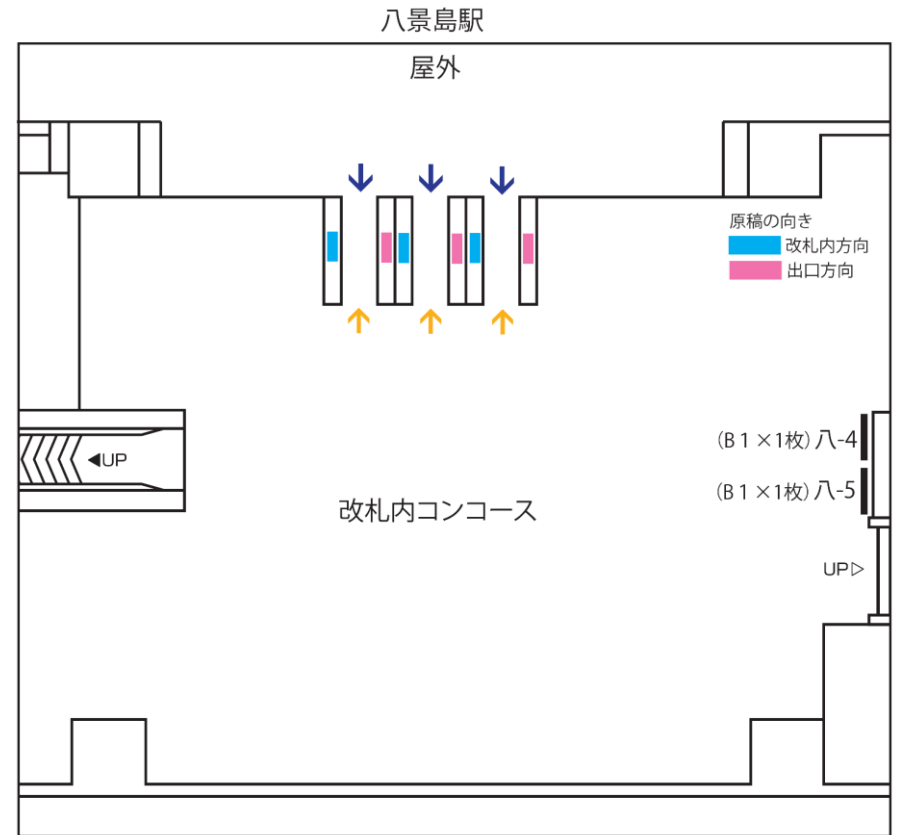 八景島駅
屋外
原稿の向き
改札内方向
出口方向
(B1×1枚)八-4
◀UP
(B1×1枚)八-5
改札内コンコース
UP▷